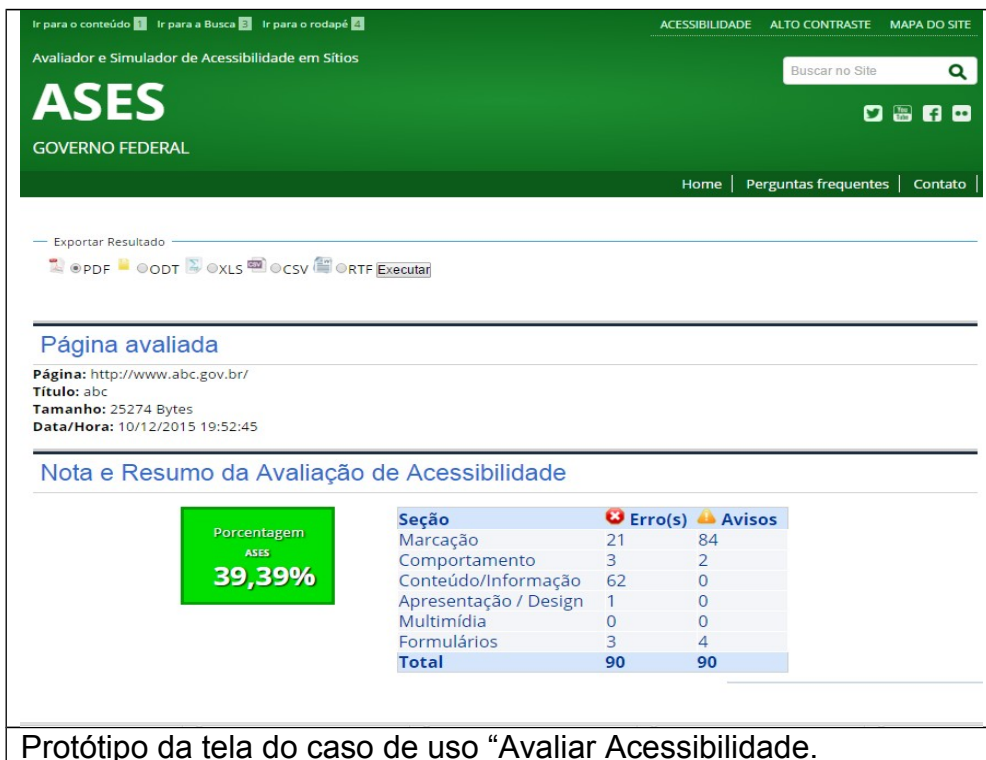 Ir para o conteúdo 1 Ir para a Busca 3 Ir para o rodapé 4
ACESSIBILIDADE ALTO CONTRASTE MAPA DO SITE
Avaliador e Simulador de Acessibilidade em Sítios
Buscar no Site
ASES
You Tube
GOVERNO FEDERAL
Home | Perguntas frequentes | Contato |
Exportar Resultado
PDF ODT XLS CSV CSV RTF Executar
Página avaliada
Página: http://www.abc.gov.br/
Título: abc
Tamanho: 25274 Bytes
Data/Hora: 10/12/2015 19:52:45
Nota e Resumo da Avaliação de Acessibilidade
Porcentagem
ASES
39,39%
Seção Erro(s) Avisos
Marcação 21 84
Comportamento 3 2
Conteúdo/Informação 62 0
Apresentação / Design 1 0
Multimídia 0 0
Formulários 3 4
Total 90 90
Protótipo da tela do caso de uso “Avaliar Acessibilidade.